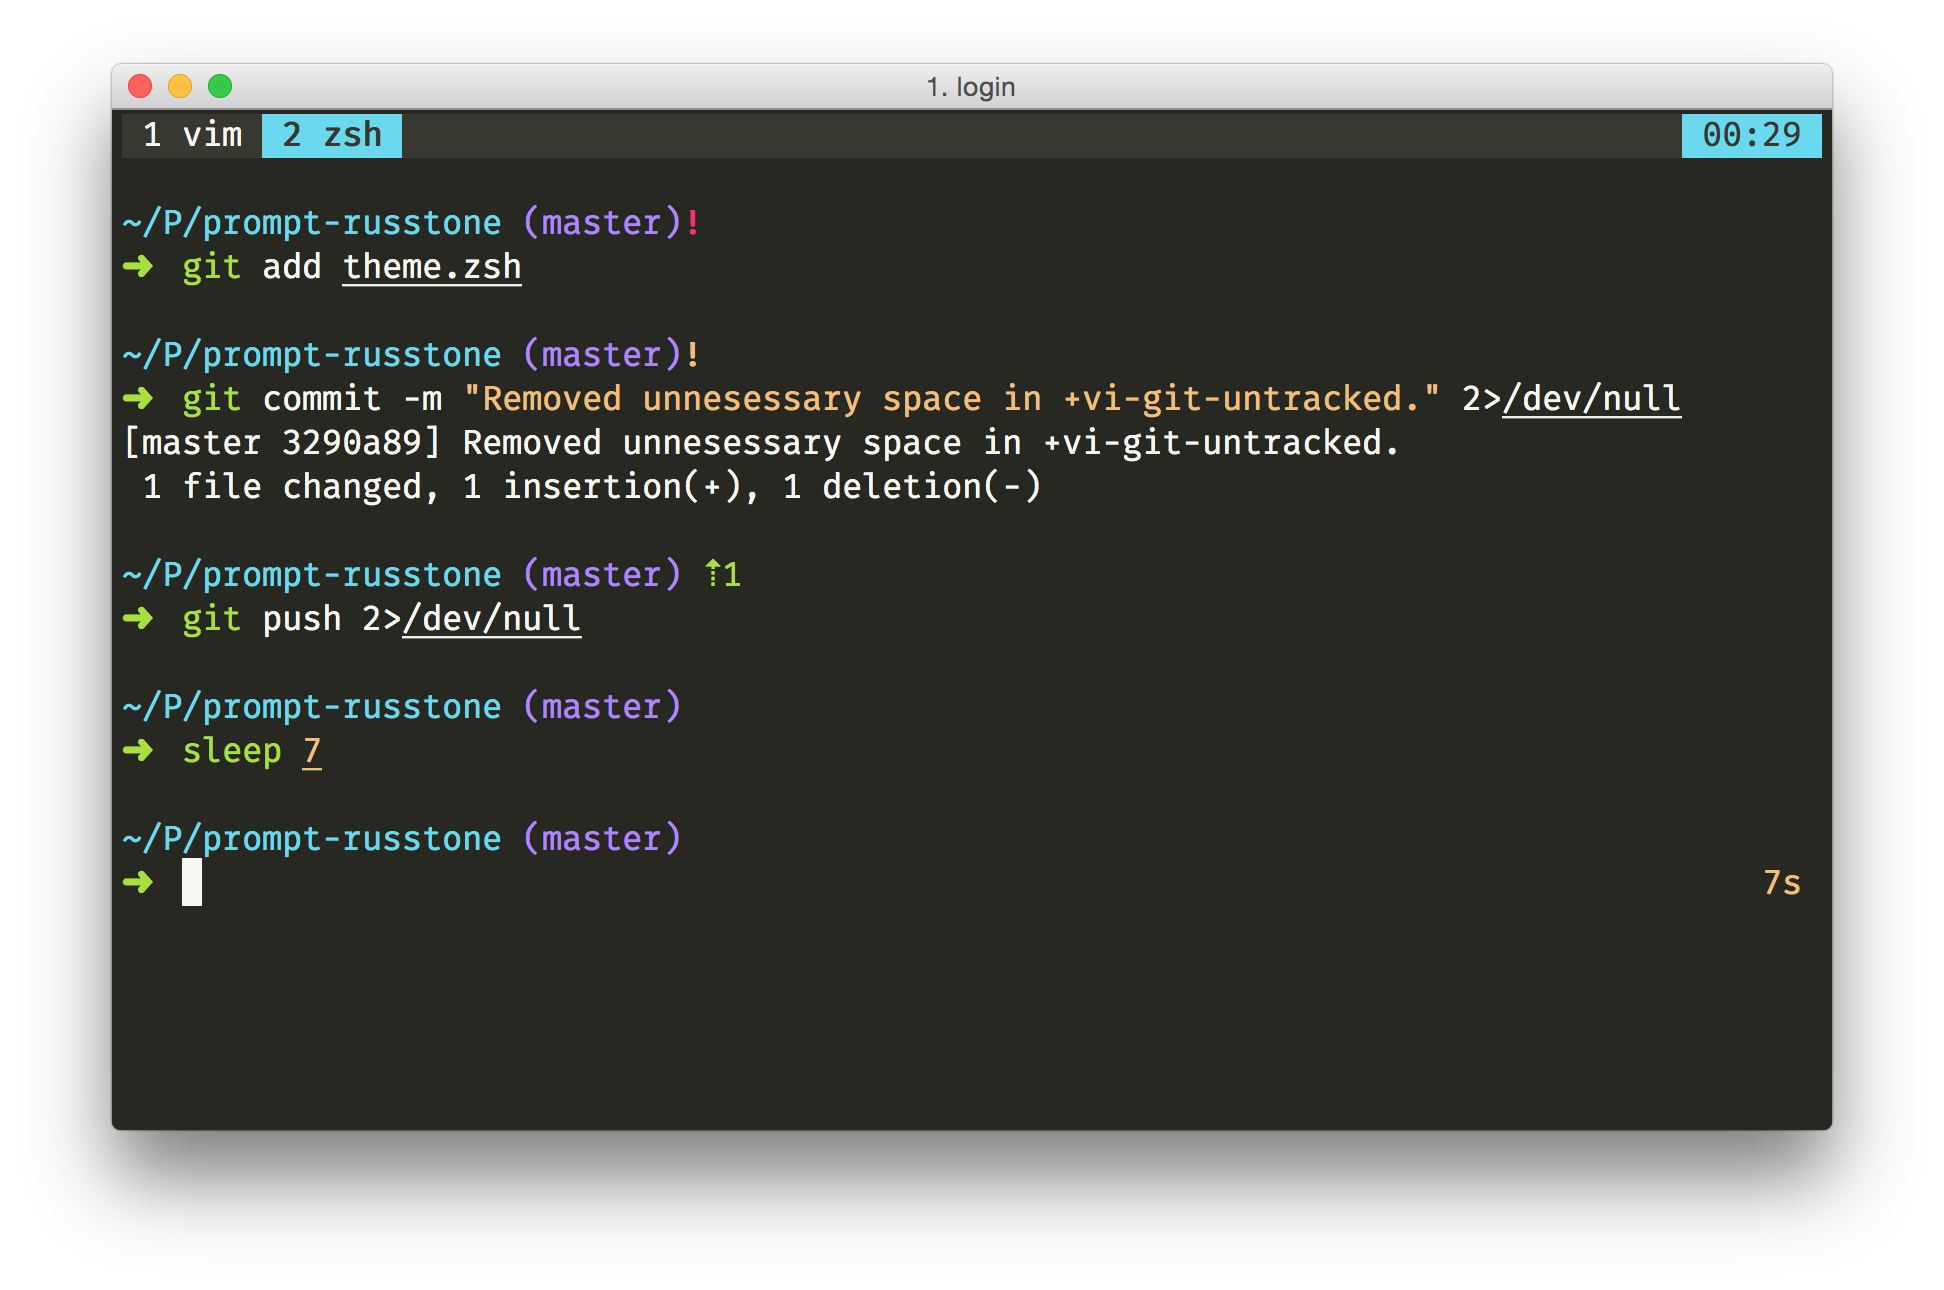 1. login
1 vim 2 zsh 00:29
~/P/prompt-russtone (master)!
➜ git add theme.zsh
~/P/prompt-russtone (master)!
➜ git commit -m "Removed unnesessary space in +vi-git-untracked." 2>/dev/null
[master 3290a89] Removed unnesessary space in +vi-git-untracked.
1 file changed, 1 insertion(+), 1 deletion(-)
~/P/prompt-russtone (master) ⇡1
➜ git push 2>/dev/null
~/P/prompt-russtone (master)
➜ sleep 7
~/P/prompt-russtone (master)
➜ 7s